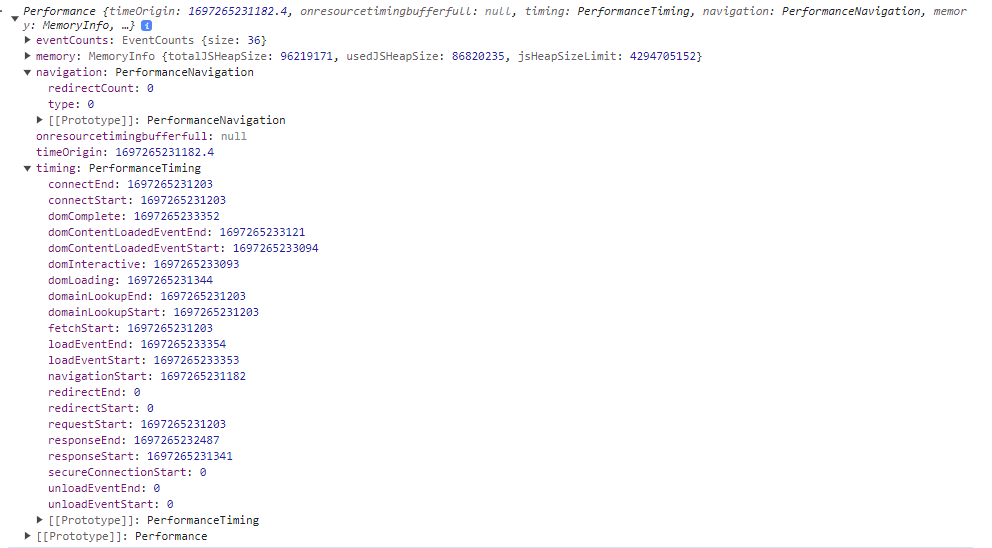 Performance {timeOrigin: 1697265231182.4, onresourcetimingbufferfull: null, timing: PerformanceTiming, navigation: PerformanceNavigation, memor
y: MemoryInfo, …}
eventCounts: EventCounts {size: 36}
memory: MemoryInfo {totalJSHeapSize: 96219171, usedJSHeapSize: 86820235, jsHeapSizeLimit: 4294705152}
navigation: PerformanceNavigation
redirectCount: 0
type: 0
[[Prototype]]: PerformanceNavigation
onresourcetimingbufferfull: null
timeOrigin: 1697265231182.4
timing: PerformanceTiming
connectEnd: 1697265231203
connectStart: 1697265231203
domComplete: 1697265233352
domContentLoadedEventEnd: 1697265233121
domContentLoadedEventStart: 1697265233094
domInteractive: 1697265233093
domLoading: 1697265231344
domainLookupEnd: 1697265231203
domainLookupStart: 1697265231203
fetchStart: 1697265231203
loadEventEnd: 1697265233354
loadEventStart: 1697265233353
navigationStart: 1697265231182
redirectEnd: 0
redirectStart: 0
requestStart: 1697265231203
responseEnd: 1697265232487
responseStart: 1697265231341
secureConnectionStart: 0
unloadEventEnd: 0
unloadEventStart: 0
[[Prototype]]: PerformanceTiming
[[Prototype]]: Performance